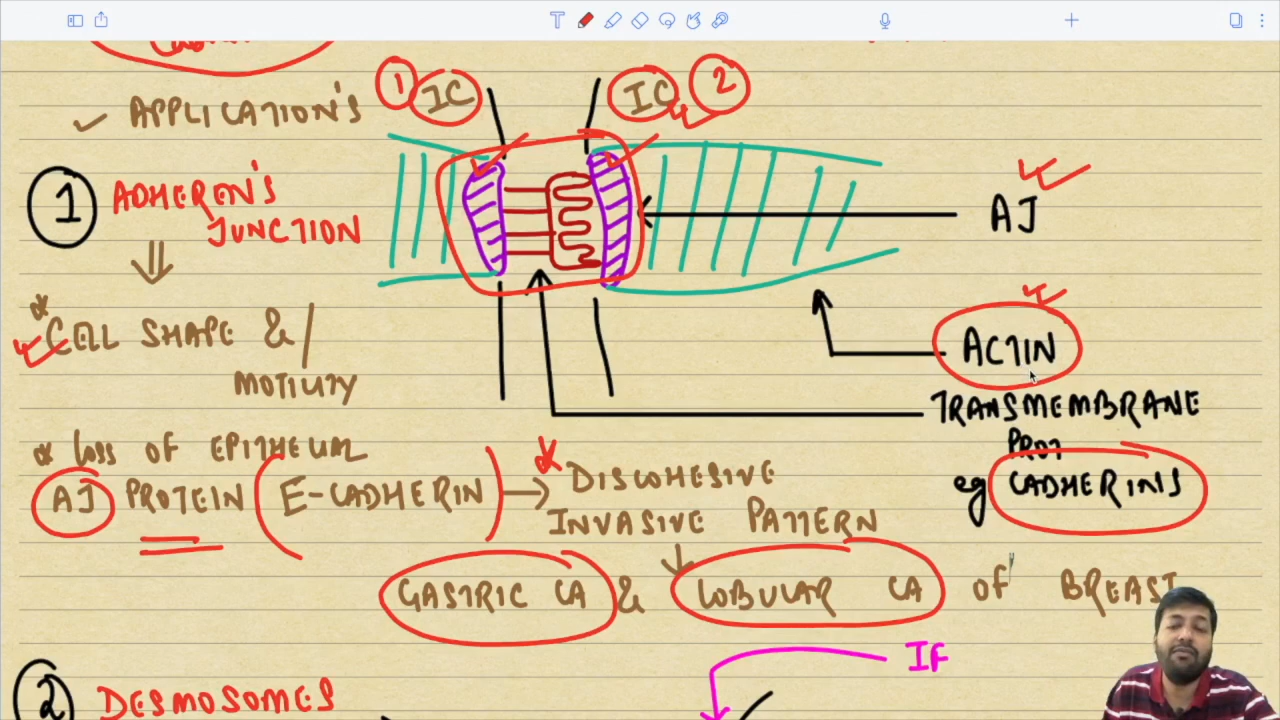 ✓ APPLICATION'S
1 IC
IC 2
1 ADHEREN'S
JUNCTION
AJ
* CELL SHAPE & /
MOTILITY
ACTIN
TRANSMEMBRANE
PROT
eg CADHERINS
* LOSS OF EPITHELIAL
AJ PROTEIN (E-CADHERIN) → * DISCOHESIVE
INVASIVE PATTERN
GASTRIC CA & LOBULAR CA OF BREAST
IF
2 DESMOSOMES